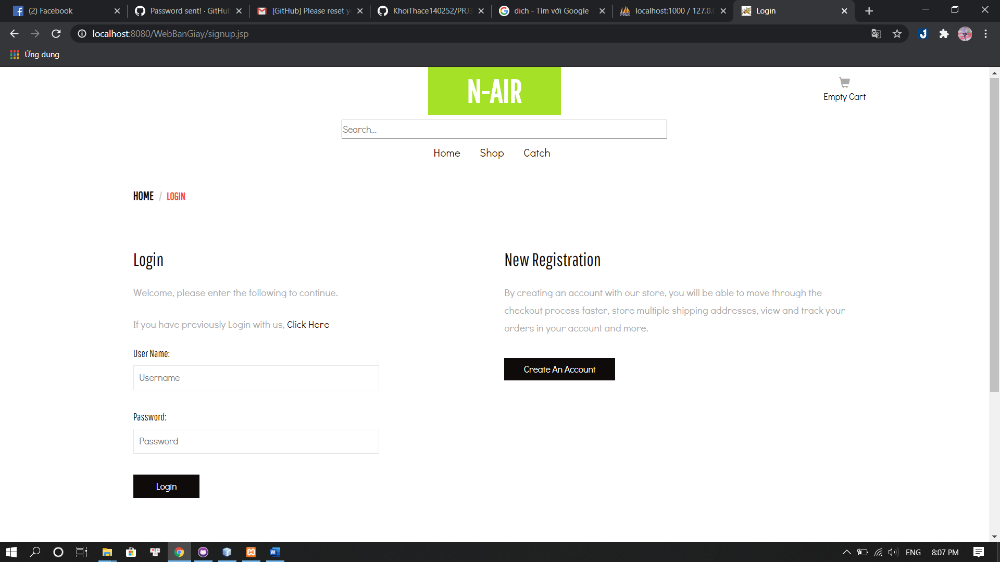 (2) Facebook
Password sent! · GitHub
[GitHub] Please reset y
KhoiThace140252/PRJ3
dich - Tìm với Google
localhost:1000 / 127.0.0
Login
localhost:8080/WebBanGiay/signup.jsp
Ứng dụng
N-AIR
Empty Cart
Search...
Home Shop Catch
HOME / LOGIN
Login
Welcome, please enter the following to continue.
If you have previously Login with us, Click Here
User Name:
Username
Password:
Password
Login
New Registration
By creating an account with our store, you will be able to move through the
checkout process faster, store multiple shipping addresses, view and track your
orders in your account and more.
Create An Account
ENG
8:07 PM